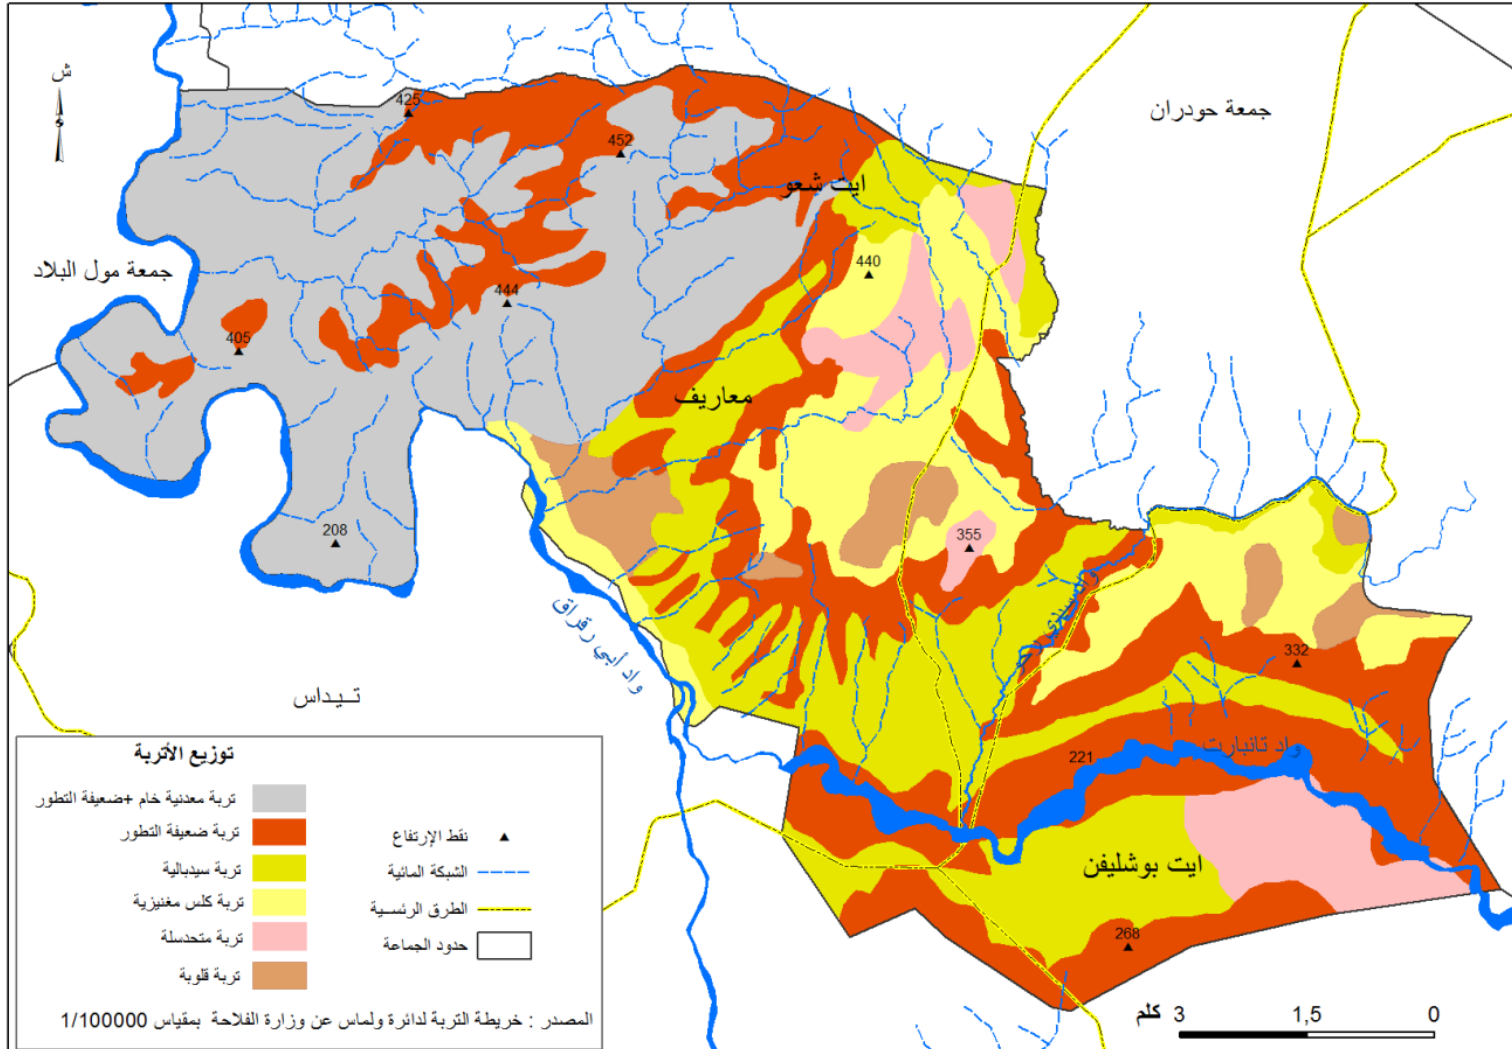 ش
425
جمعة حودران
452
ايت شعو
440
جمعة مول البلاد
444
405
معاريف
208
355
واد أبي رقراق
332
تـيـداس
واد تانبارت
221
ايت بوشليفن
268
توزيع الأتربة
تربة معدنية خام +ضعيفة التطور
تربة ضعيفة التطور
تربة سيدبالية
تربة كلس مغنيزية
تربة متحدسلة
تربة قلوبة
نقط الإرتفاع
الشبكة المائية
الطرق الرئسـية
حدود الجماعة
المصدر : خريطة التربة لدائرة ولماس عن وزارة الفلاحة بمقياس 1/100000
كلم 3 1,5 0